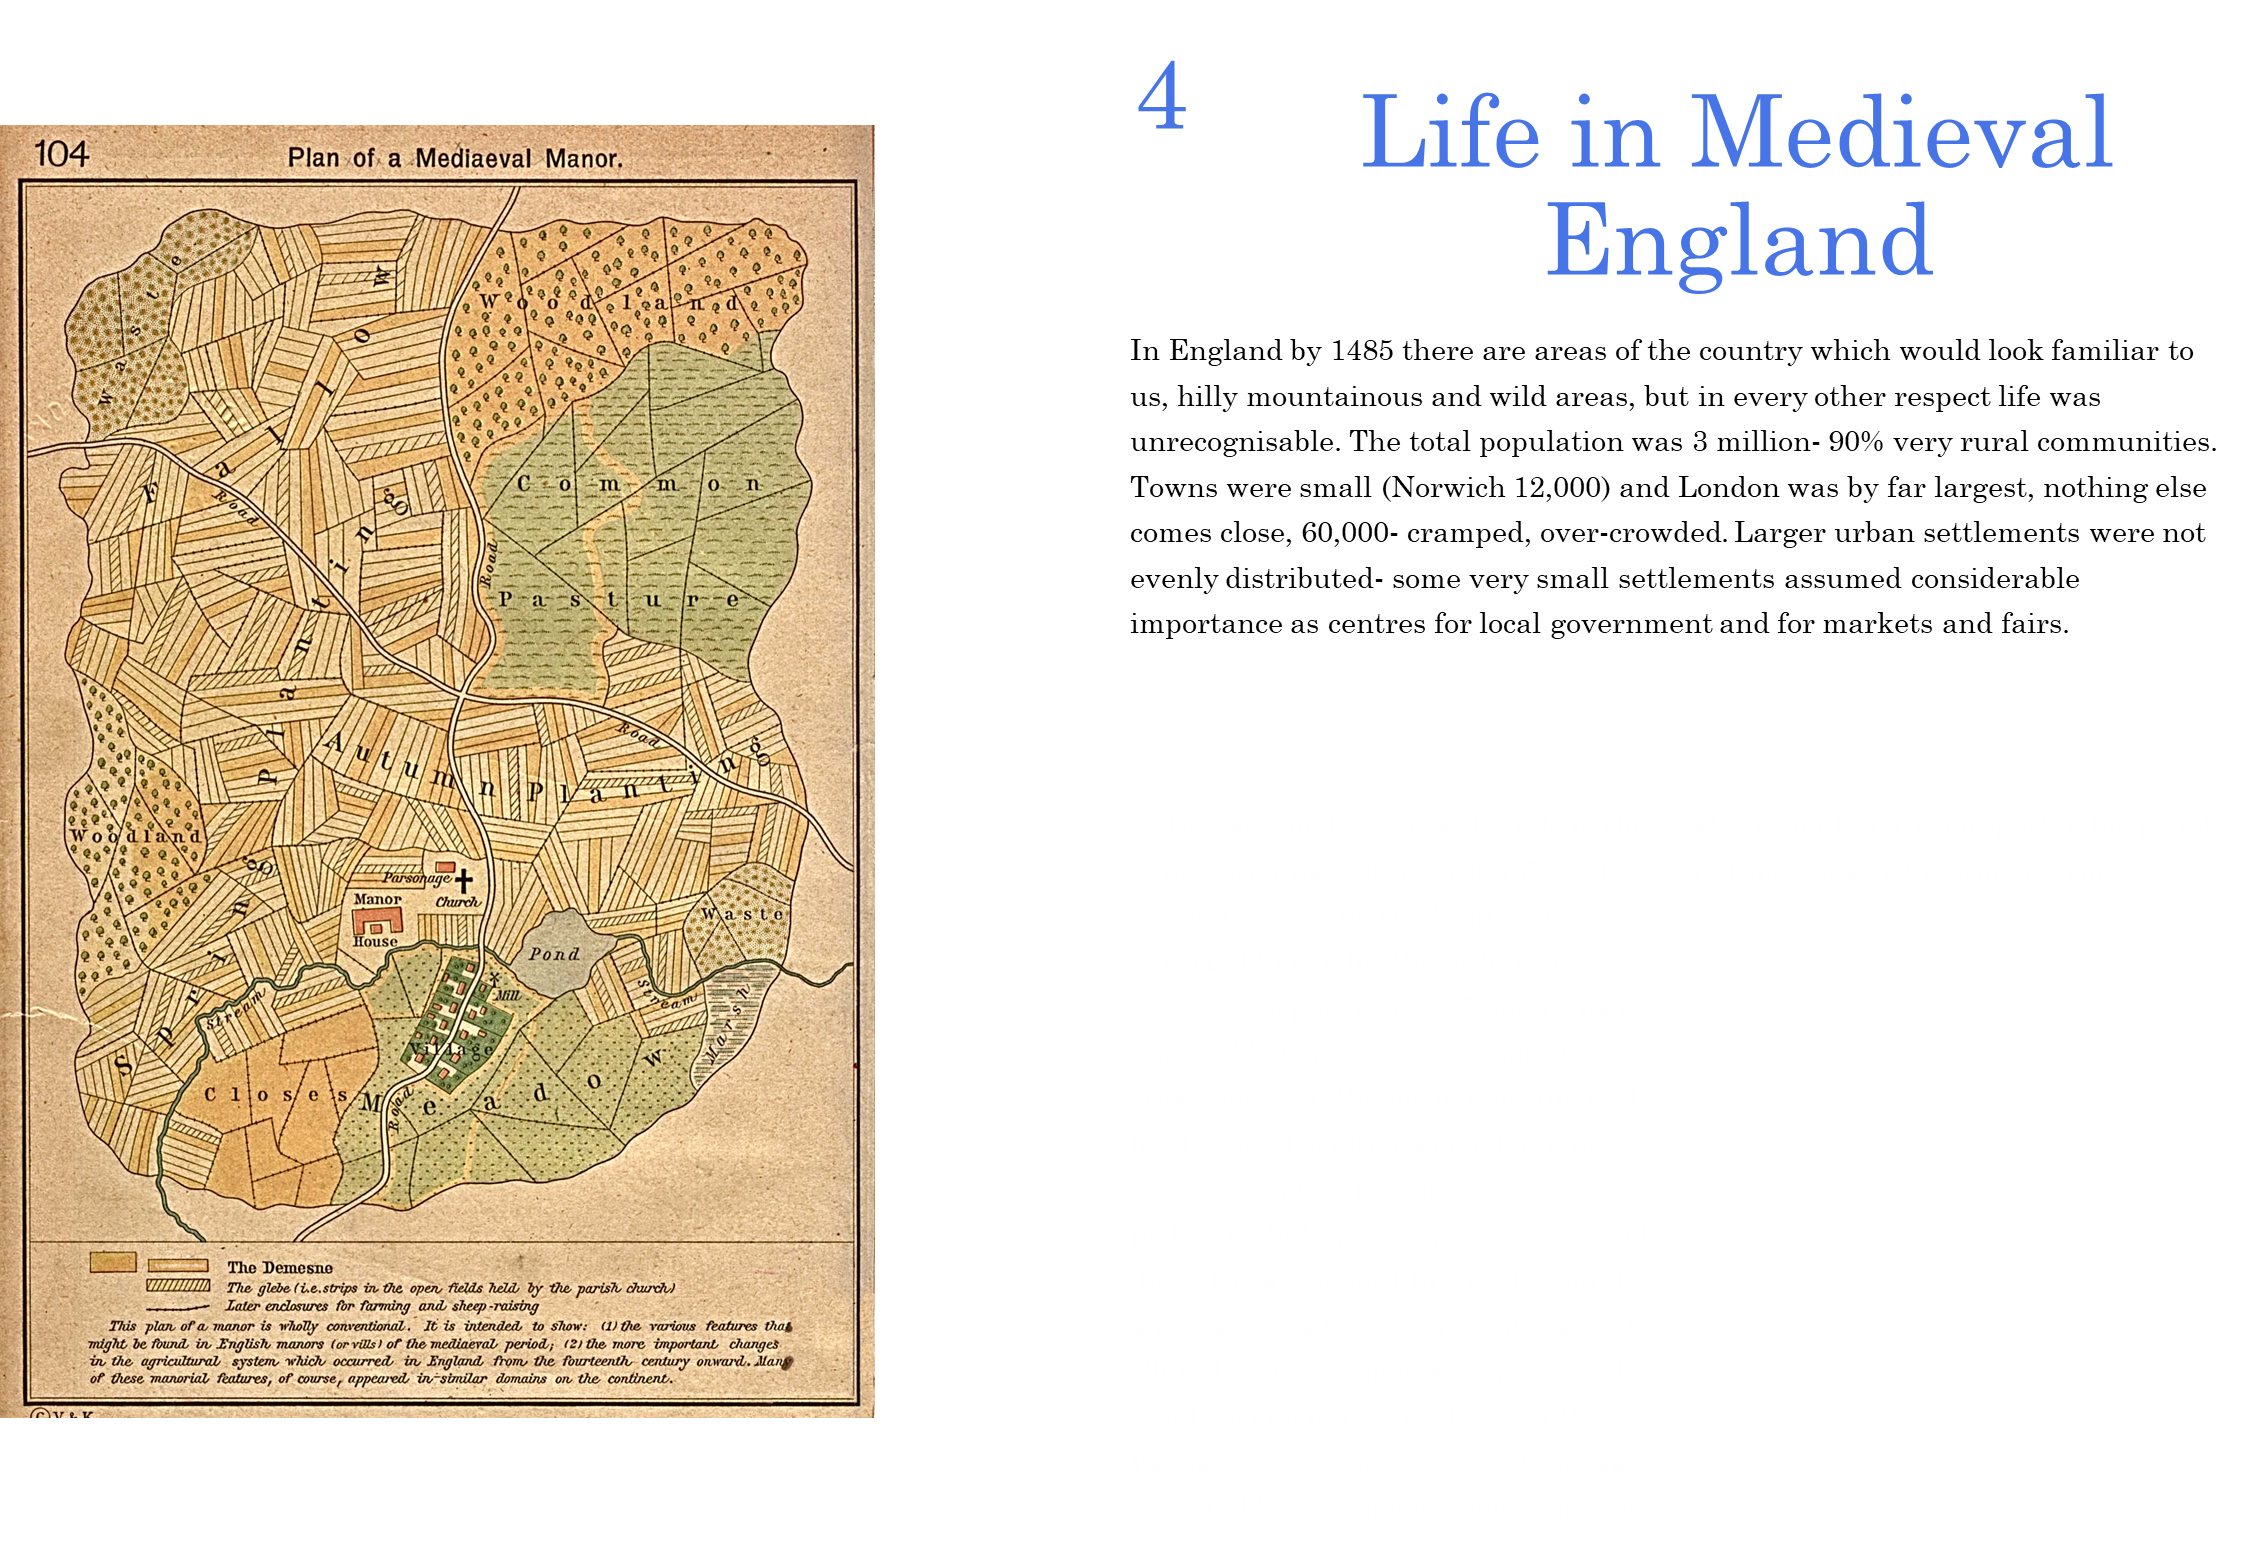 104
Plan of a Mediaeval Manor.
Waste
Fallow
Woodland
Common
Pasture
Road
Road
Spring Planting
Autumn Planting
Road
Woodland
Parsonage
Church
Manor
House
Pond
Waste
Mill
Stream
Stream
Marsh
Village
Closes
Meadow
Road
The Demesne
The glebe (i.e. strips in the open fields held by the parish church)
Later enclosures for farming and sheep-raising
This plan of a manor is wholly conventional. It is intended to show: (1) the various features that
might be found in English manors (or vills) of the mediaeval period; (2) the more important changes
in the agricultural system which occurred in England from the fourteenth century onward. Many
of these manorial features, of course, appeared in similar domains on the continent.
4
Life in Medieval
England
In England by 1485 there are areas of the country which would look familiar to
us, hilly mountainous and wild areas, but in every other respect life was
unrecognisable. The total population was 3 million- 90% very rural communities.
Towns were small (Norwich 12,000) and London was by far largest, nothing else
comes close, 60,000- cramped, over-crowded. Larger urban settlements were not
evenly distributed- some very small settlements assumed considerable
importance as centres for local government and for markets and fairs.